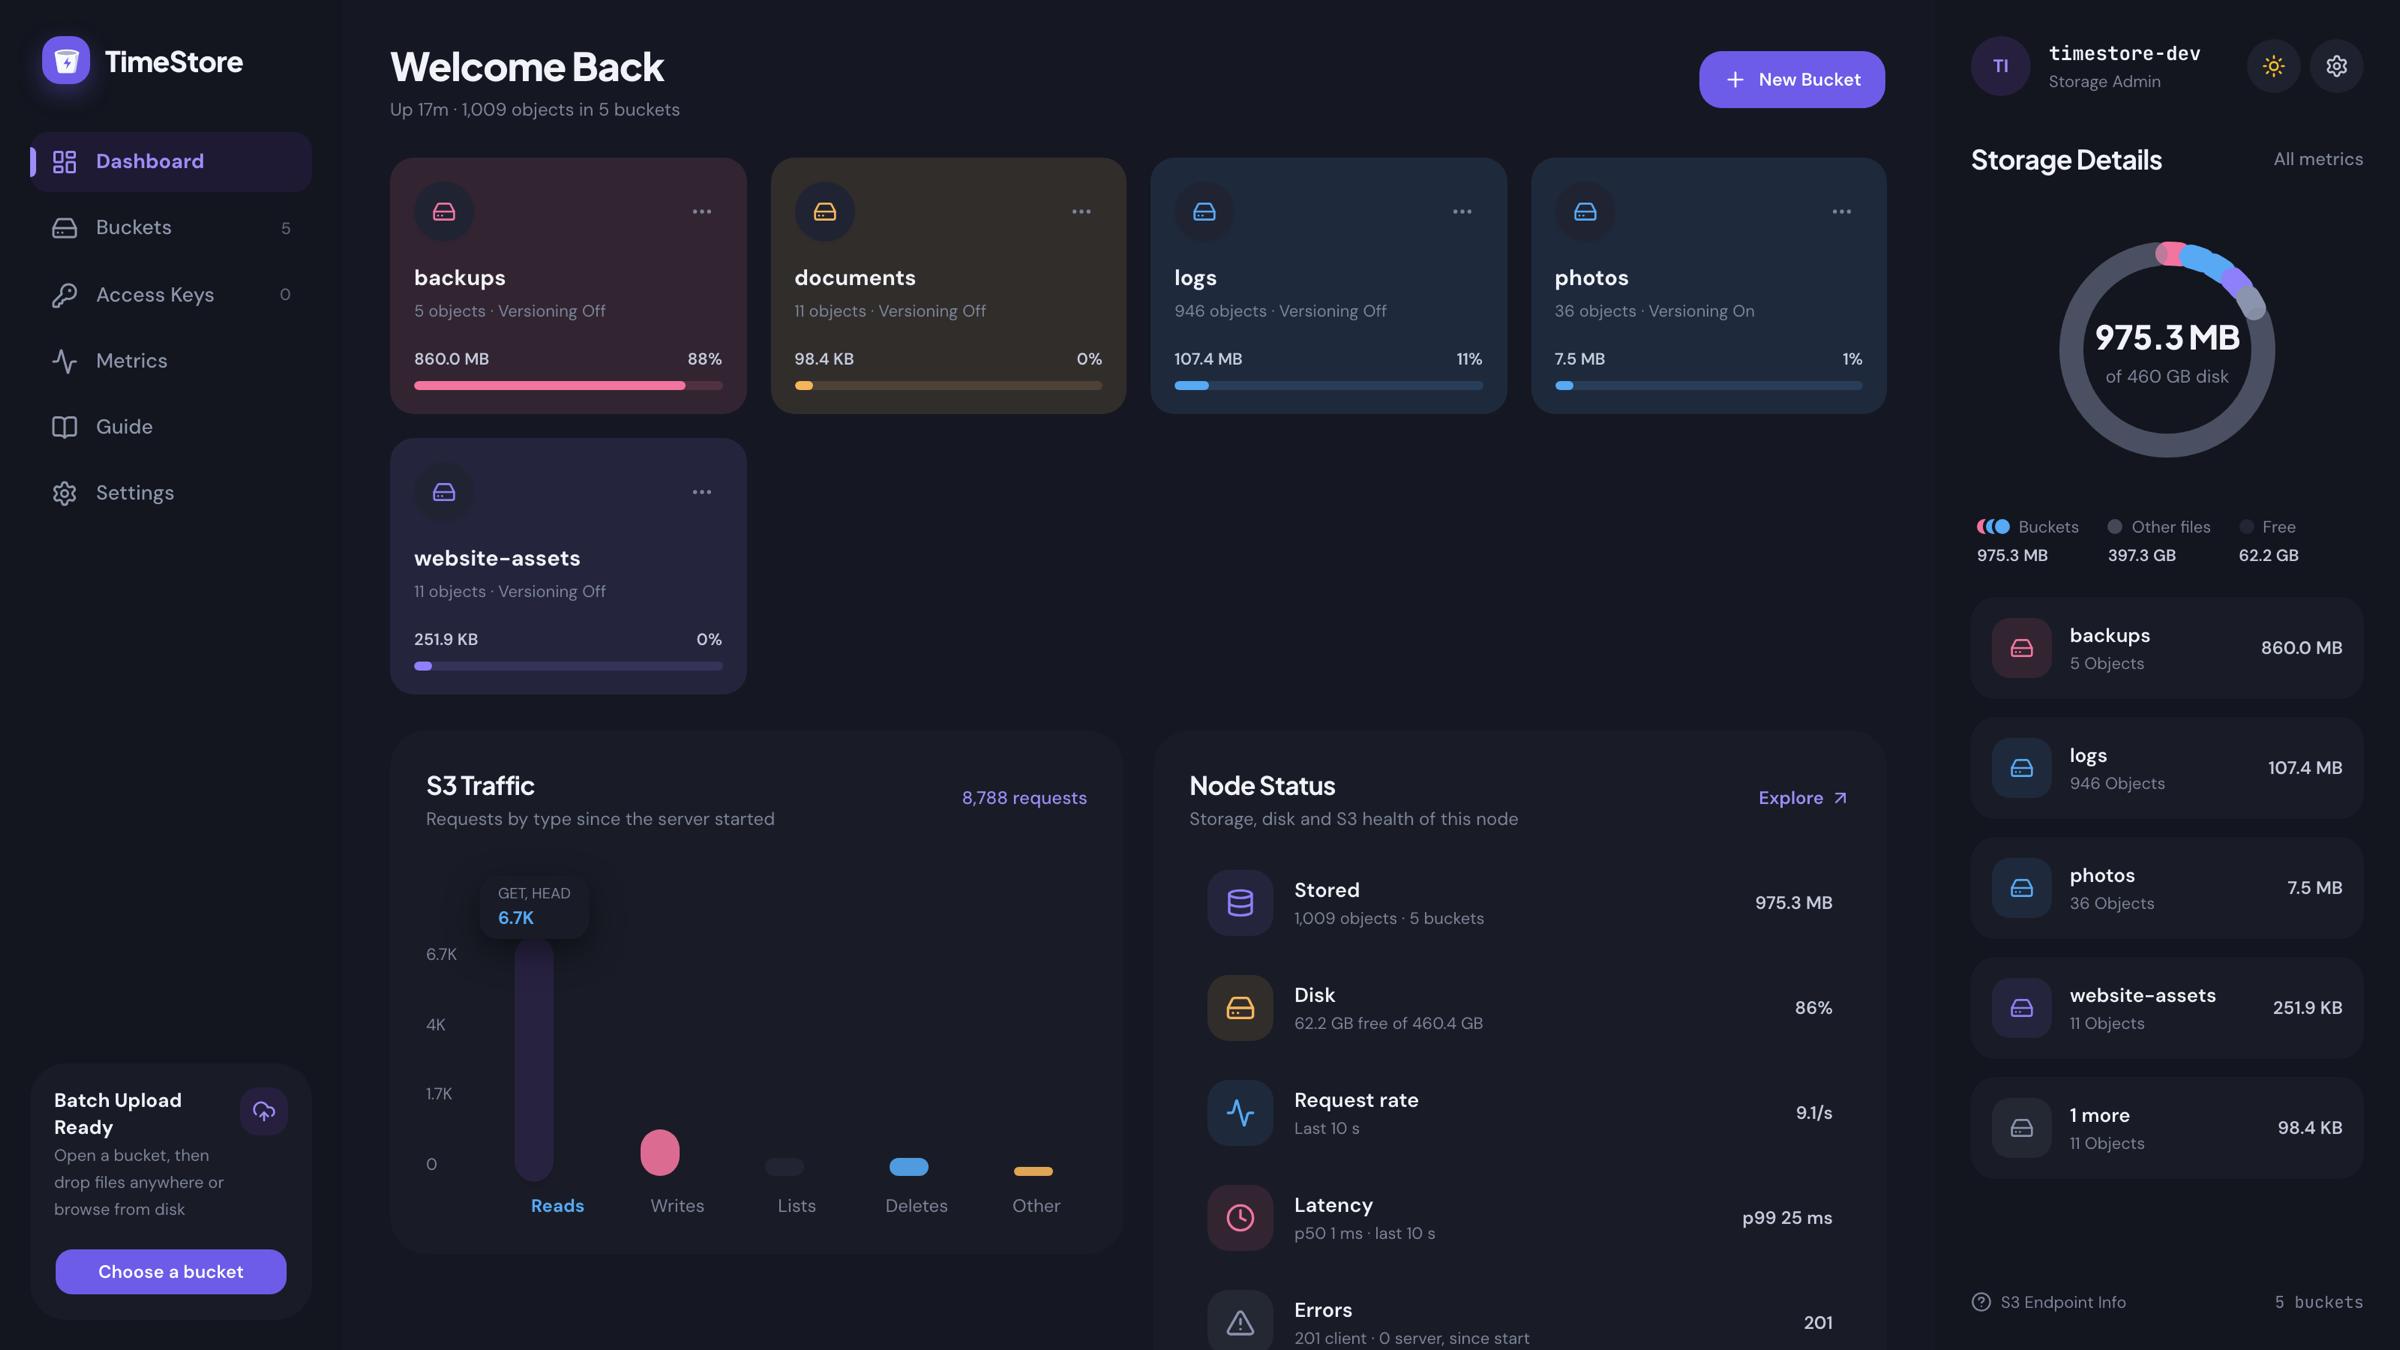 TimeStore
Dashboard
Buckets 5
Access Keys 0
Metrics
Guide
Settings
Batch Upload
Ready
Open a bucket, then
drop files anywhere or
browse from disk
Choose a bucket
Welcome Back
Up 17m · 1,009 objects in 5 buckets
New Bucket
backups
5 objects · Versioning Off
860.0 MB 88%
documents
11 objects · Versioning Off
98.4 KB 0%
logs
946 objects · Versioning Off
107.4 MB 11%
photos
36 objects · Versioning On
7.5 MB 1%
website-assets
11 objects · Versioning Off
251.9 KB 0%
S3 Traffic
Requests by type since the server started
8,788 requests
GET, HEAD
6.7K
6.7K
4K
1.7K
0
Reads Writes Lists Deletes Other
Node Status
Storage, disk and S3 health of this node
Explore
Stored
1,009 objects · 5 buckets
975.3 MB
Disk
62.2 GB free of 460.4 GB
86%
Request rate
Last 10 s
9.1/s
Latency
p50 1 ms · last 10 s
p99 25 ms
Errors
201 client · 0 server, since start
201
TI
timestore-dev
Storage Admin
Storage Details
All metrics
975.3 MB
of 460 GB disk
Buckets Other files Free
975.3 MB 397.3 GB 62.2 GB
backups
5 Objects
860.0 MB
logs
946 Objects
107.4 MB
photos
36 Objects
7.5 MB
website-assets
11 Objects
251.9 KB
1 more
11 Objects
98.4 KB
S3 Endpoint Info
5 buckets